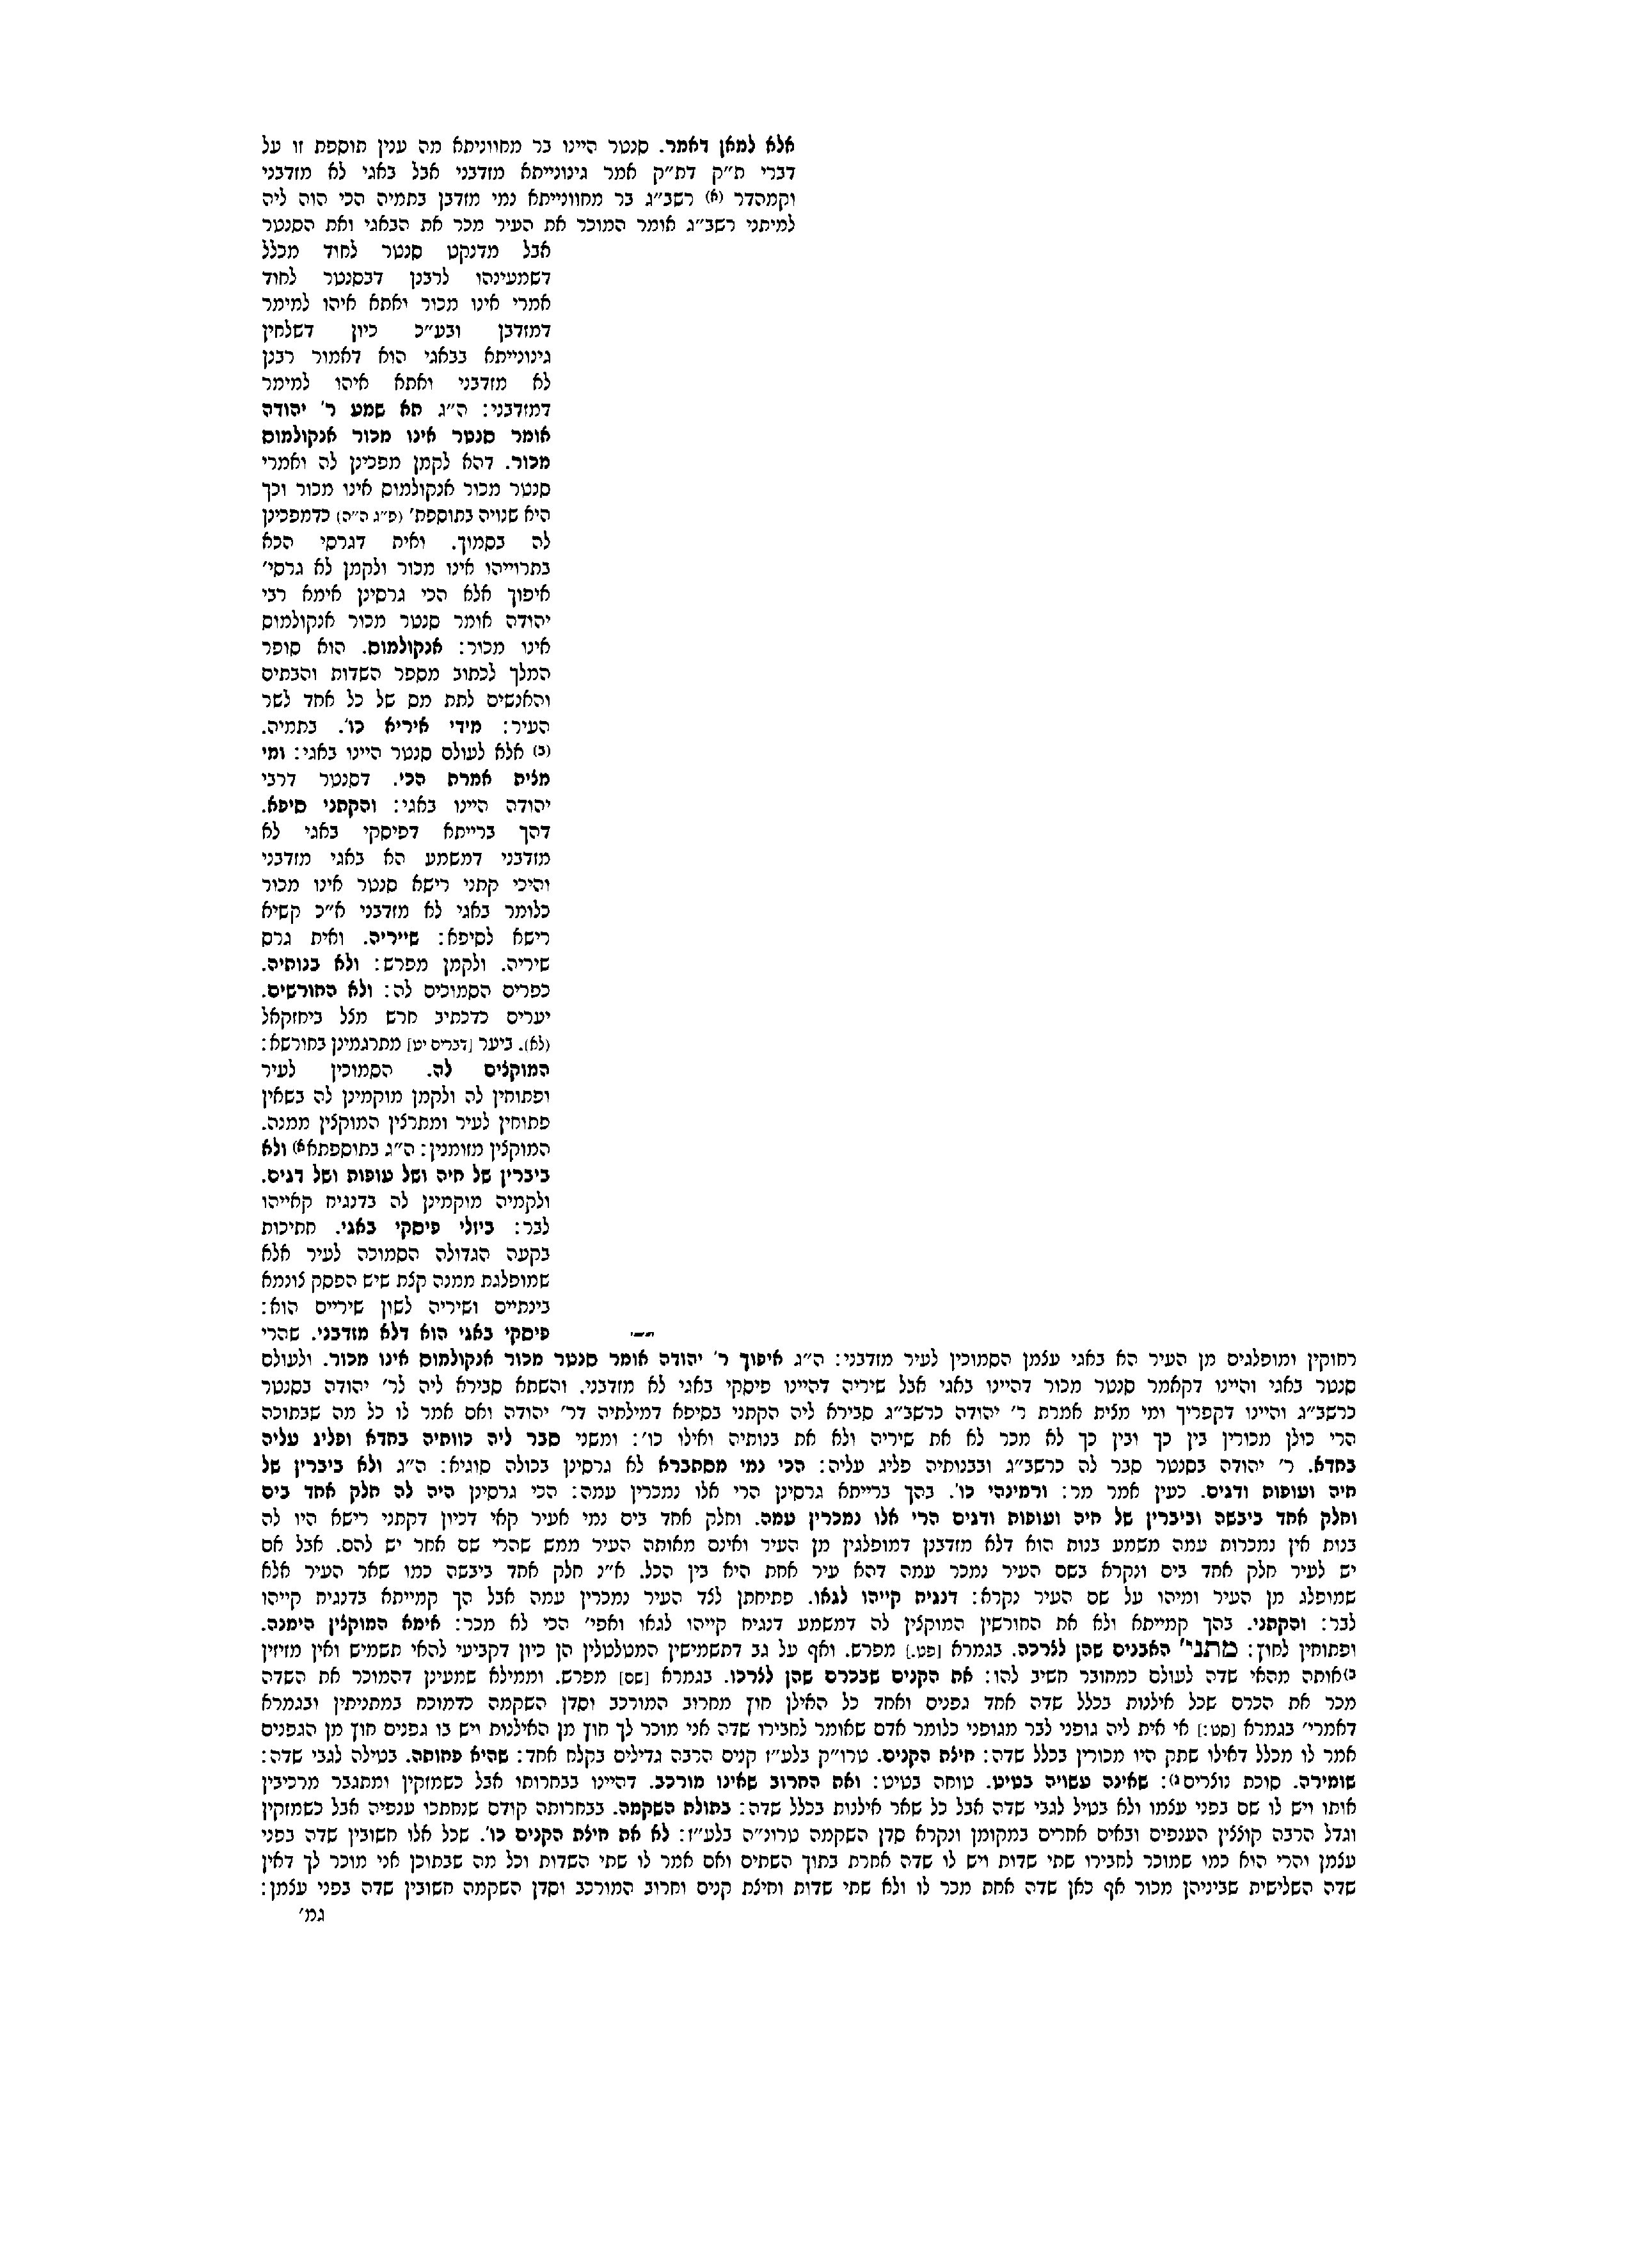 אלא למאן דאמר. סנטר היינו בר מחווניתא מה ענין תוספת זו על
דברי ת״ק דת״ק אמר גינונייתא מזדבני אבל באגי לא מזדבני
וקמהדר (א) רשב״ג בר מחוונייתא נמי מזדבן בתמיה הכי הוה ליה
למיתני רשב״ג אומר המוכר את העיר מכר את הבאגי ואת הסנטר
אבל מדנקט סנטר לחוד מכלל
דשמעינהו לרבנן דבסנטר לחוד
אמרי אינו מכור ואתא איהו למימר
דמזדבן ובע״כ כיון דשלחין
גינונייתא בבאגי הוא דאמור רבנן
לא מזדבני ואתא איהו למימר
דמזדבני: ה״ג תא שמע ר׳ יהודה
אומר סנטר אינו מכור אנקולמוס
מכור. דהא לקמן מפכינן לה ואמרי
סנטר מכור אנקולמוס אינו מכור וכך
היא שנויה בתוספת׳ (פ״ג ה״ה) כדמפכינן
לה בסמוך. ואית דגרסי הכא
בתרוייהו אינו מכור ולקמן לא גרסי׳
איפוך אלא הכי גרסינן אימא רבי
יהודה אומר סנטר מכור אנקולמוס
אינו מכור: אנקולמוס. הוא סופר
המלך לכתוב מספר השדות והבתים
והאנשים לתת מס של כל אחד לשר
העיר: מידי איריא כו׳. בתמיה.
(ב) אלא לעולם סנטר היינו באגי: ומי
מצית אמרת הכי. דסנטר דרבי
יהודה היינו באגי: והקתני סיפא.
דהך ברייתא דפיסקי באגי לא
מזדבני דמשמע הא באגי מזדבני
והיכי קתני רישא סנטר אינו מכור
כלומר באגי לא מזדבני א״כ קשיא
רישא לסיפא: שייריה. ואית גרס
שיריה. ולקמן מפרש: ולא בנותיה.
כפרים הסמוכים לה: ולא החורשים.
יערים כדכתיב חרש מצל ביחזקאל
(לא). ביער [דברים יט] מתרגמינן בחורשא:
המוקצים לה. הסמוכין לעיר
ופתוחין לה ולקמן מוקמינן לה בשאין
פתוחין לעיר ומתרצין המוקצין ממנה.
המוקצין מזומנין: ה״ג בתוספתא א) ולא
ביברין של חיה ושל עופות ושל דגים.
ולקמיה מוקמינן לה בדנגיח קאייהו
לבר: ביזלי פיסקי באגי. חתיכות
בקעה הגדולה הסמוכה לעיר אלא
שמופלגת ממנה קצת שיש הפסק צונמא
בינתיים ושיריה לשון שיריים הוא:
פיסקי באגי הוא דלא מזדבני. שהרי
רחוקין ומופלגים מן העיר הא באגי עצמן הסמוכין לעיר מזדבני: ה״ג איפוך ר׳ יהודה אומר סנטר מכור אנקולמוס אינו מכור. ולעולם
סנטר באגי והיינו דקאמר סנטר מכור דהיינו באגי אבל שיריה דהיינו פיסקי באגי לא מזדבני. והשתא סבירא ליה לר׳ יהודה בסנטר
כרשב״ג והיינו דקפריך ומי מצית אמרת ר׳ יהודה כרשב״ג סבירא ליה הקתני בסיפא דמילתיה דר׳ יהודה ואם אמר לו כל מה שבתוכה
הרי כולן מכורין בין כך ובין כך לא מכר לא את שיריה ולא את בנותיה ואילו כו׳: ומשני סבר ליה כוותיה בחדא ופליג עליה
בחדא. ר׳ יהודה בסנטר סבר לה כרשב״ג ובבנותיה פליג עליה: הכי נמי מסתברא לא גרסינן בכולה סוגיא: ה״ג ולא ביברין של
חיה ועופות ודגים. כעין אמר מר: ורמינהי כו׳. בהך ברייתא גרסינן הרי אלו נמכרין עמה: הכי גרסינן היה לה חלק אחד בים
וחלק אחד ביבשה וביברין של חיה ועופות ודגים הרי אלו נמכרין עמה. וחלק אחד בים נמי אעיר קאי דכיון דקתני רישא היו לה
בנות אין נמכרות עמה משמע בנות הוא דלא מזדבנן דמופלגין מן העיר ואינם מאותה העיר ממש שהרי שם אחר יש להם. אבל אם
יש לעיר חלק אחד בים ונקרא בשם העיר נמכר עמה דהא עיר אחת היא בין הכל. א״נ חלק אחד ביבשה כמו שאר העיר אלא
שמופלג מן העיר ומיהו על שם העיר נקרא: דנגיח קייהו לגאו. פתיחתן לצד העיר נמכרין עמה אבל הך קמייתא בדנגיח קייהו
לבר: והקתני. בהך קמייתא ולא את החורשין המוקצין לה דמשמע דנגיח קייהו לגאו ואפי׳ הכי לא מכר: אימא המוקצין הימנה.
ופתוחין לחוץ: מתני׳ האבנים שהן לצרכה. בגמרא [סט.] מפרש. ואף על גב דתשמישין המטלטלין הן כיון דקביעי להאי תשמיש ואין מזיזין
ב)אותה מהאי שדה לעולם כמחובר חשיב להו: את הקנים שבכרם שהן לצרכו. בגמרא [שם] מפרש. וממילא שמעינן דהמוכר את השדה
מכר את הכרם שכל אילנות בכלל שדה אחד גפנים ואחד כל האילן חוץ מחרוב המורכב וסדן השקמה כדמוכח במתניתין ובגמרא
דאמרי׳ בגמרא [סט:] אי אית ליה גופני לבר מגופני כלומר אדם שאומר לחבירו שדה אני מוכר לך חוץ מן האילנות ויש בו גפנים חוץ מן הגפנים
אמר לו מכלל דאילו שתק היו מכורין בכלל שדה: חיצת הקנים. טרו״ק בלע״ז קנים הרבה גדילים בקלח אחד: שהיא פחותה. בטילה לגבי שדה:
שומירה. סוכת נוצרים ג): שאינה עשויה בטיט. טוחה בטיט: ואת החרוב שאינו מורכב. דהיינו בבחרותו אבל כשמזקין ומתגבר מרכיבין
אותו ויש לו שם בפני עצמו ולא בטיל לגבי שדה אבל כל שאר אילנות בכלל שדה: בתולת השקמה. בבחרותה קודם שנחתכו ענפיה אבל כשמזקין
וגדל הרבה קוצצין הענפים ובאים אחרים במקומן ונקרא סדן השקמה טרונ״ה בלע״ז: לא את חיצת הקנים כו׳. שכל אלו חשובין שדה בפני
עצמן והרי הוא כמו שמוכר לחבירו שתי שדות ויש לו שדה אחרת בתוך השתים ואם אמר לו שתי השדות וכל מה שבתוכן אני מוכר לך דאין
שדה השלישית שביניהן מכור אף כאן שדה אחת מכר לו ולא שתי שדות וחיצת קנים וחרוב המורכב וסדן השקמה חשובין שדה בפני עצמן:
גמ׳